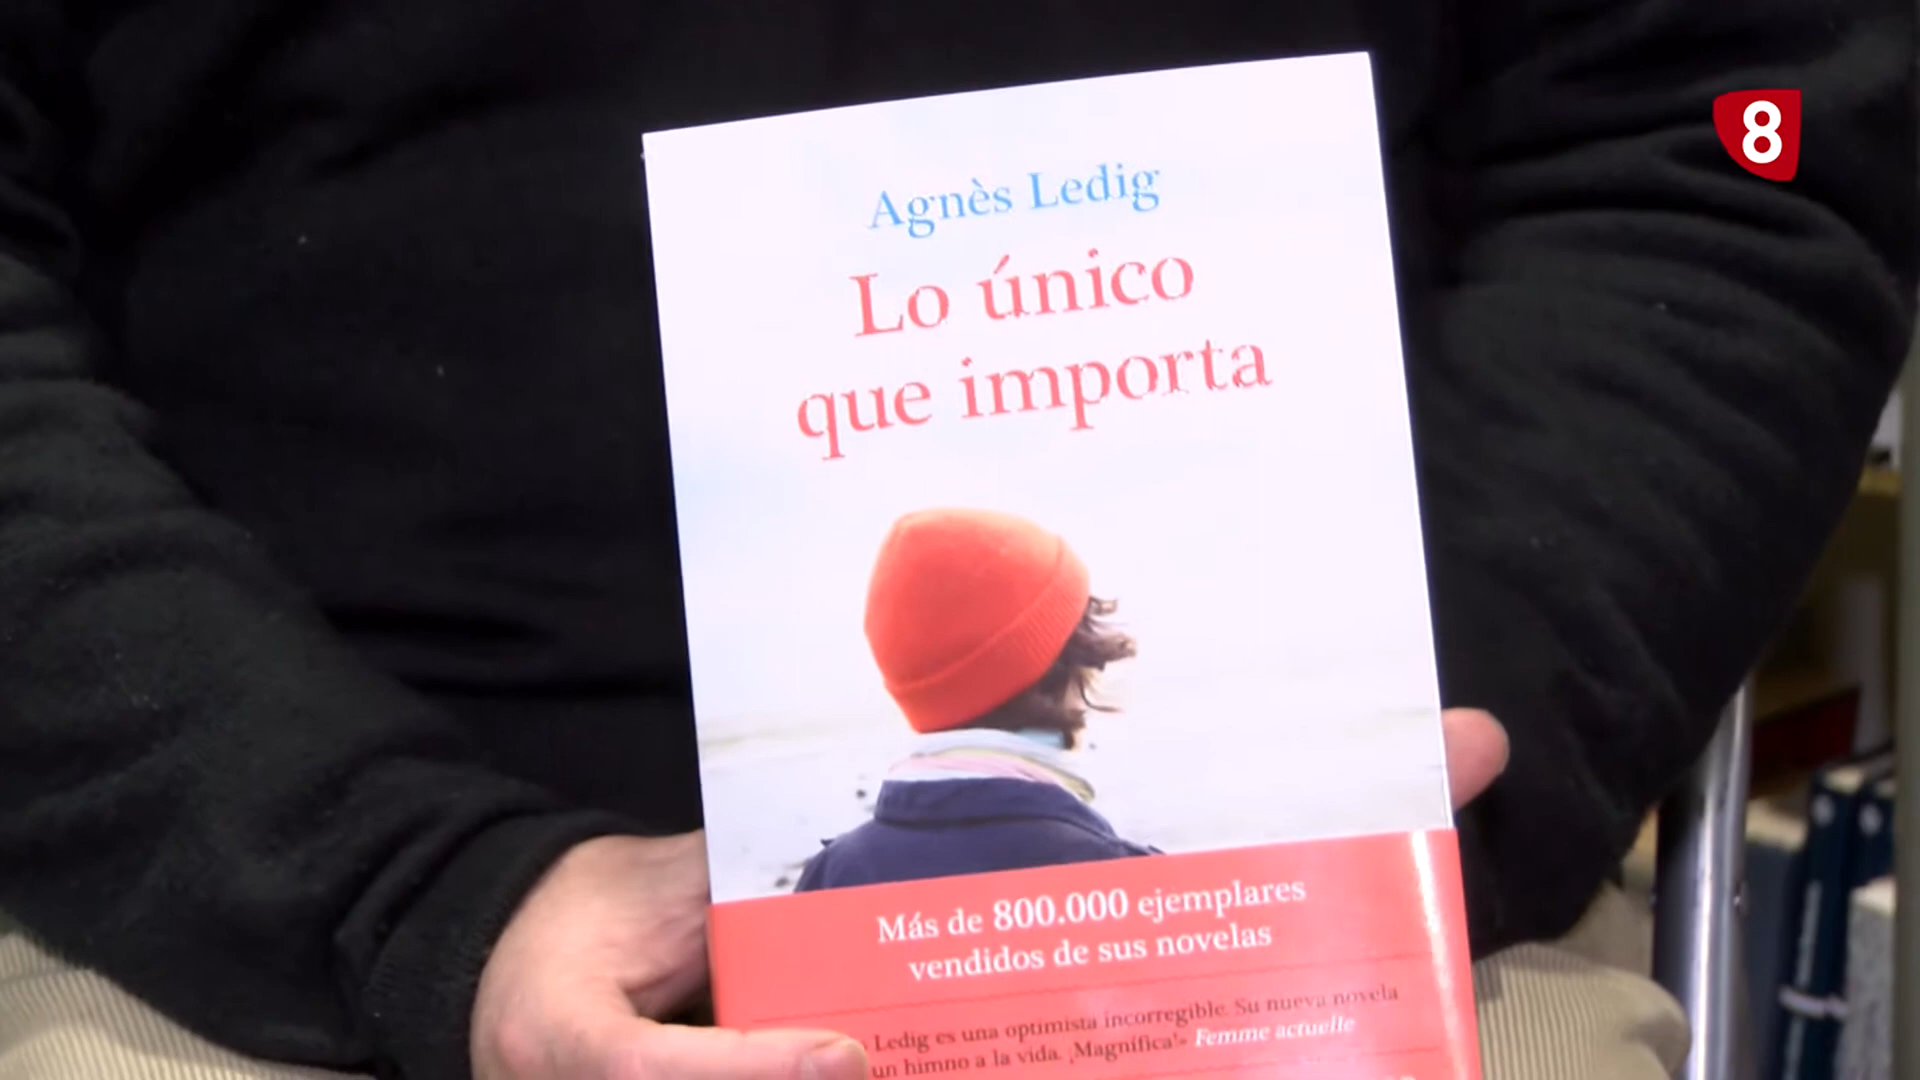 8
Agnès Ledig
Lo único
que importa
Más de 800.000 ejemplares
vendidos de sus novelas
Ledig es una optimista incorregible. Su nueva novela
un himno a la vida. ¡Magnífica!» Femme actuelle